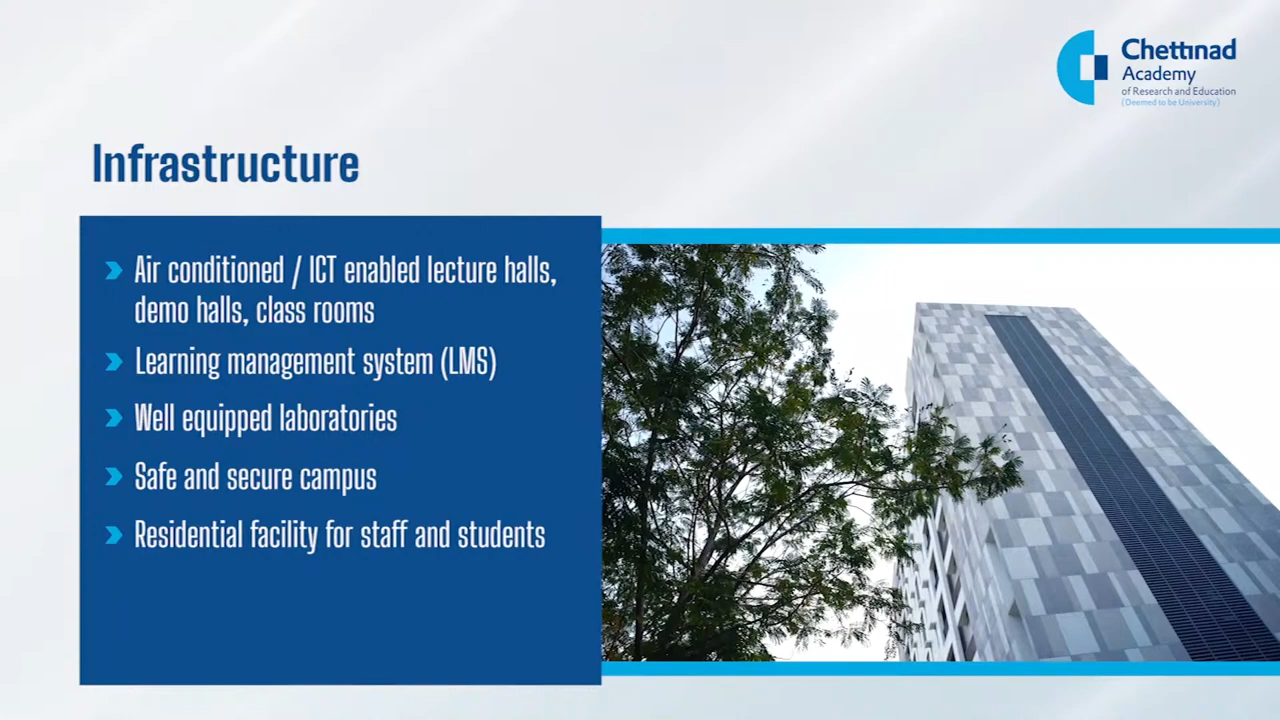 Chettinad
Academy
of Research and Education
(Deemed to be University)
Infrastructure
Air conditioned / ICT enabled lecture halls,
demo halls, class rooms
Learning management system (LMS)
Well equipped laboratories
Safe and secure campus
Residential facility for staff and students